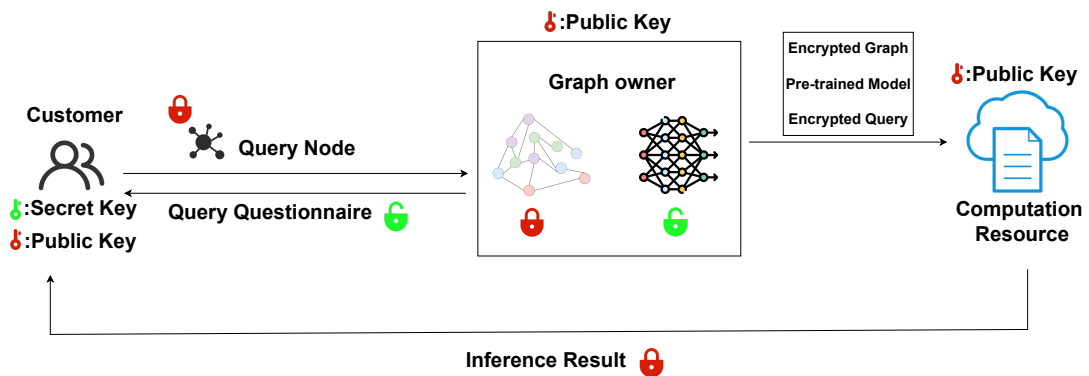 :Public Key
Encrypted Graph
Pre-trained Model
Encrypted Query
Graph owner
:Public Key
Customer
Query Node
Query Questionnaire
:Secret Key
:Public Key
Computation
Resource
Inference Result